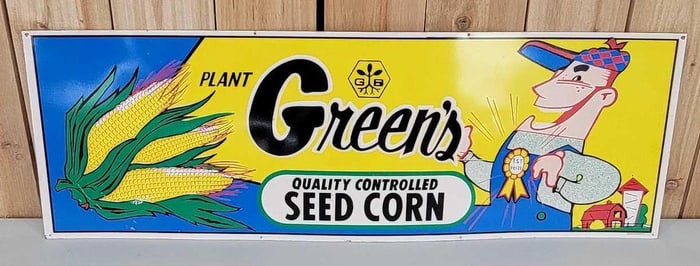 PLANT
Green's
QUALITY CONTROLLED
SEED CORN